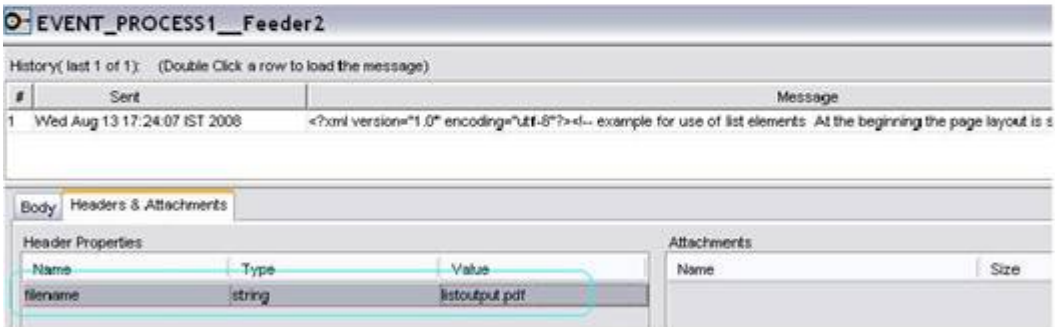 EVENT_PROCESS1__Feeder2
History( last 1 of 1): (Double Click a row to load the message)
# Sent Message
1 Wed Aug 13 17:24:07 IST 2008 <?xml version="1.0" encoding="utf-8"?><!-- example for use of list elements At the beginning the page layout is s
Body Headers & Attachments
Header Properties Attachments
Name Type Value Name Size
filename string listoutput.pdf